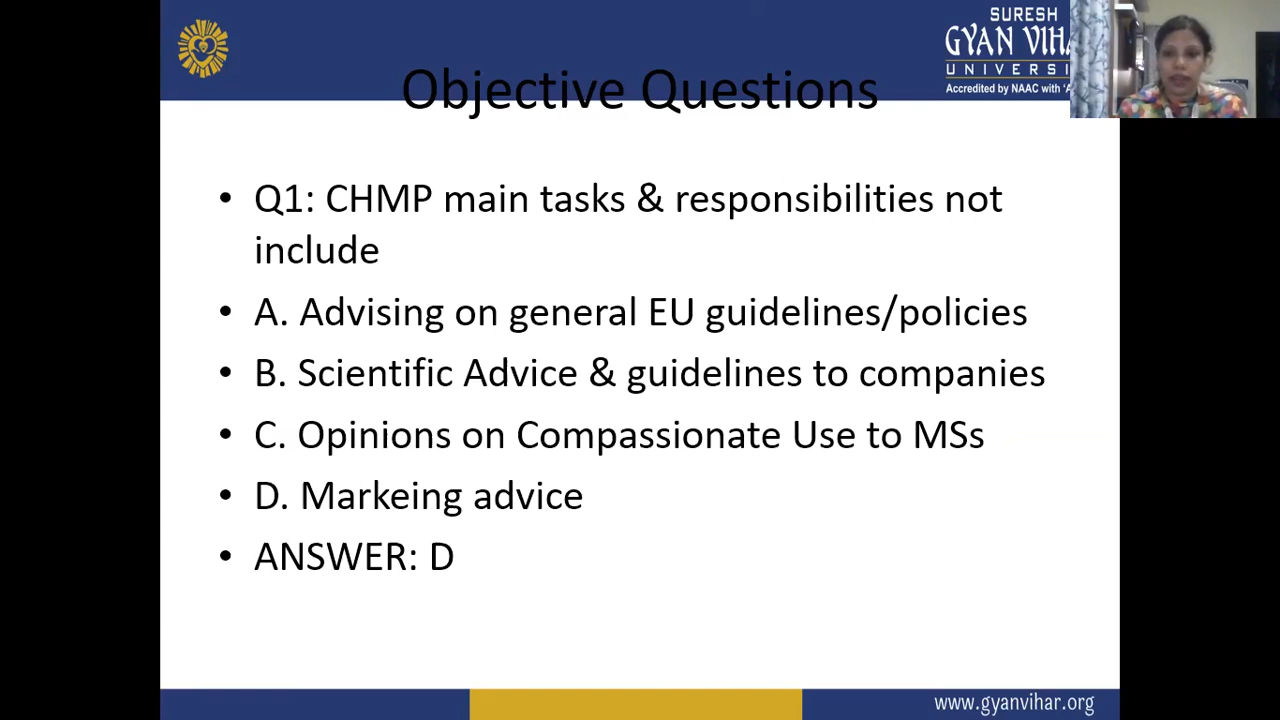 SURESH
GYAN VIHA
UNIVERSI
Accredited by NAAC with 'A
Objective Questions
• Q1: CHMP main tasks & responsibilities not
include
• A. Advising on general EU guidelines/policies
• B. Scientific Advice & guidelines to companies
• C. Opinions on Compassionate Use to MSs
• D. Markeing advice
• ANSWER: D
www.gyanvihar.org